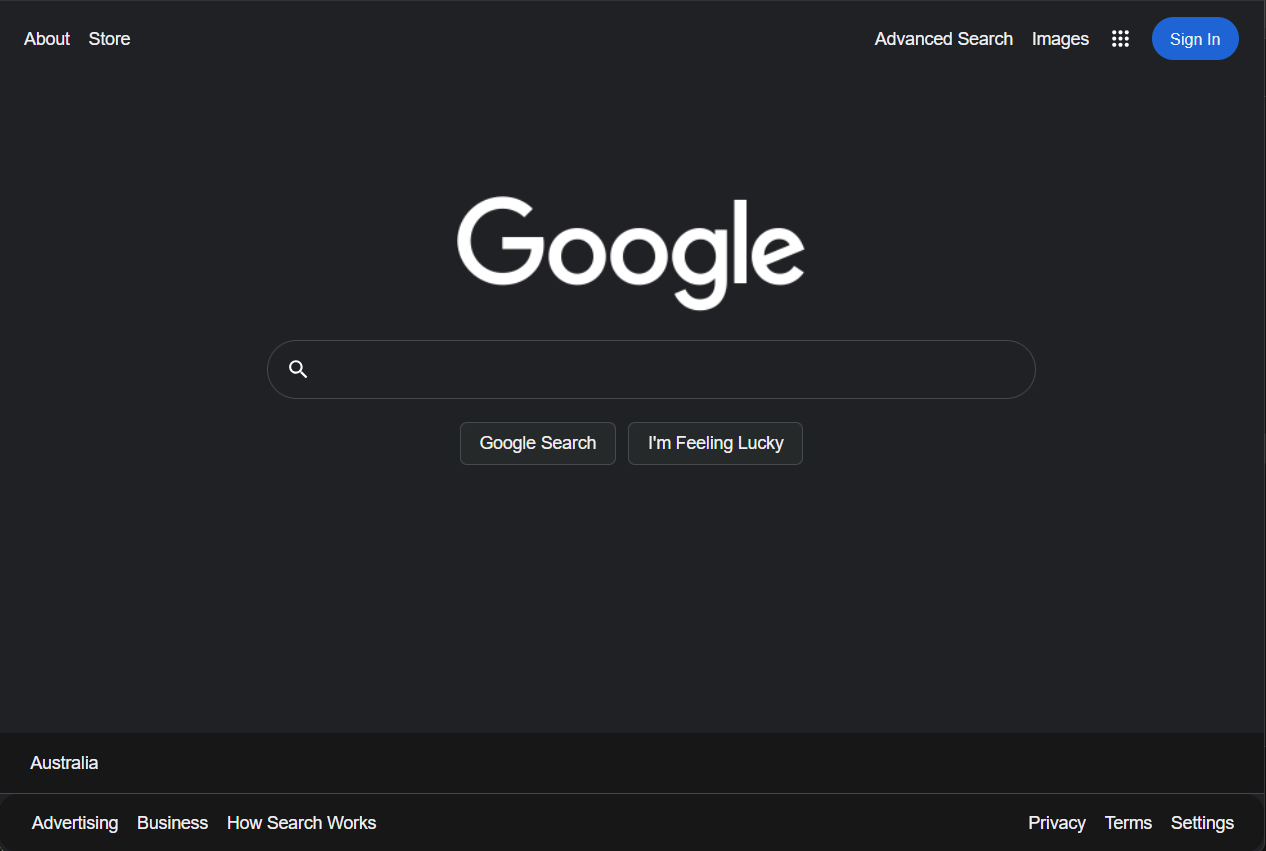 About Store Advanced Search Images Sign In
Google
Google Search I'm Feeling Lucky
Australia
Advertising Business How Search Works Privacy Terms Settings